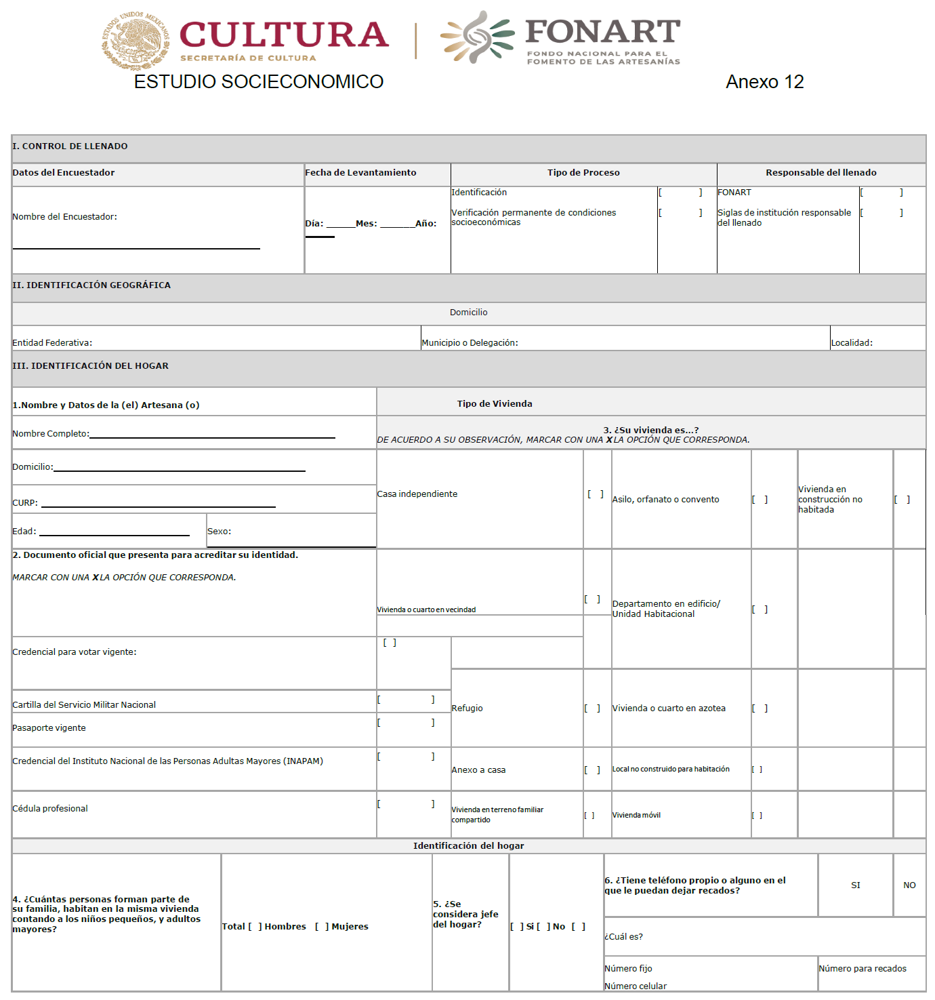 ESTADOS UNIDOS MEXICANOS
CULTURA
SECRETARÍA DE CULTURA
FONART
FONDO NACIONAL PARA EL
FOMENTO DE LAS ARTESANÍAS
ESTUDIO SOCIECONOMICO
Anexo 12
I. CONTROL DE LLENADO
Datos del Encuestador
Fecha de Levantamiento
Tipo de Proceso
Responsable del llenado
Nombre del Encuestador:
Día: ______Mes: _______Año:
______
Identificación
[ ]
Verificación permanente de condiciones
socioeconómicas
[ ]
FONART
[ ]
Siglas de institución responsable
del llenado
[ ]
II. IDENTIFICACIÓN GEOGRÁFICA
Domicilio
Entidad Federativa:
Municipio o Delegación:
Localidad:
III. IDENTIFICACIÓN DEL HOGAR
1.Nombre y Datos de la (el) Artesana (o)
Tipo de Vivienda
Nombre Completo:
3. ¿Su vivienda es...?
DE ACUERDO A SU OBSERVACIÓN, MARCAR CON UNA X LA OPCIÓN QUE CORRESPONDA.
Domicilio:
CURP:
Edad:
Sexo:
Casa independiente
[ ]
Asilo, orfanato o convento
[ ]
Vivienda en
construcción no
habitada
[ ]
2. Documento oficial que presenta para acreditar su identidad.
MARCAR CON UNA X LA OPCIÓN QUE CORRESPONDA.
Vivienda o cuarto en vecindad
[ ]
Departamento en edificio/
Unidad Habitacional
[ ]
Credencial para votar vigente:
[ ]
Cartilla del Servicio Militar Nacional
[ ]
Pasaporte vigente
[ ]
Refugio
[ ]
Vivienda o cuarto en azotea
[ ]
Credencial del Instituto Nacional de las Personas Adultas Mayores (INAPAM)
[ ]
Anexo a casa
[ ]
Local no construido para habitación
[ ]
Cédula profesional
[ ]
Vivienda en terreno familiar
compartido
[ ]
Vivienda móvil
[ ]
Identificación del hogar
4. ¿Cuántas personas forman parte de
su familia, habitan en la misma vivienda
contando a los niños pequeños, y adultos
mayores?
Total [ ] Hombres [ ] Mujeres
5. ¿Se
considera jefe
del hogar?
[ ] Si [ ] No [ ]
6. ¿Tiene teléfono propio o alguno en el
que le puedan dejar recados?
SI
NO
¿Cuál es?
Número fijo
Número celular
Número para recados